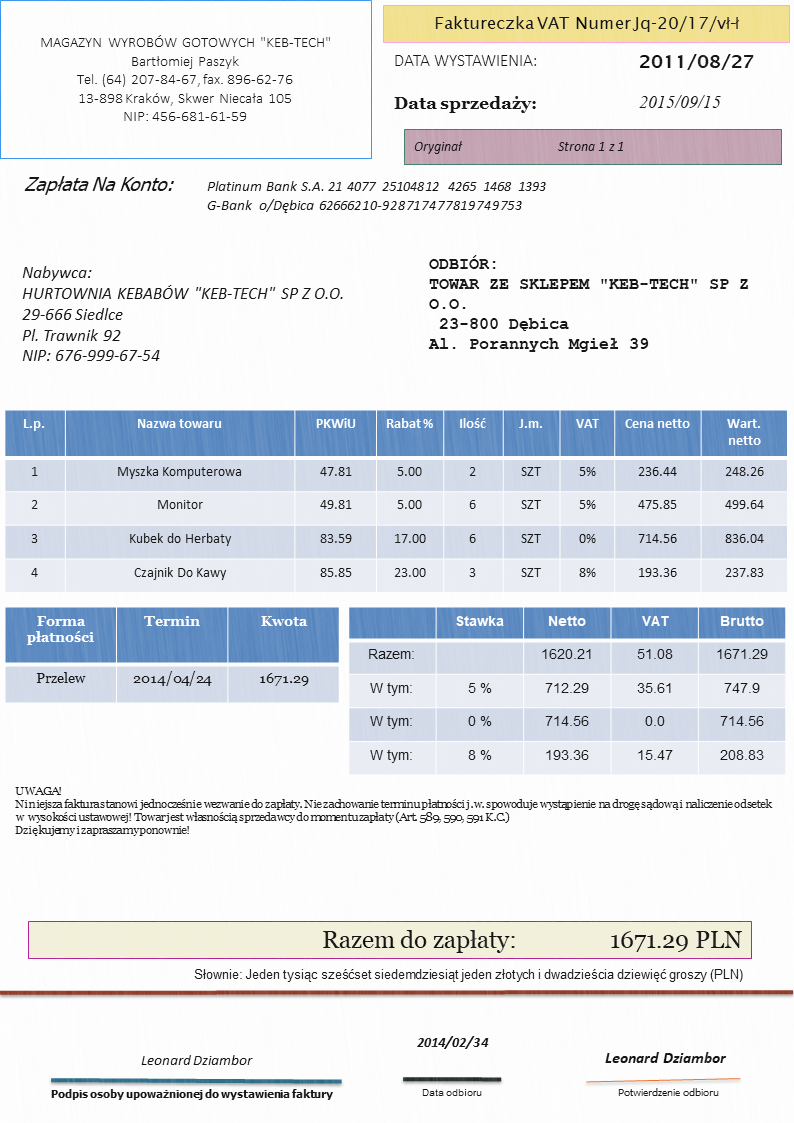 MAGAZYN WYROBÓW GOTOWYCH "KEB-TECH"
Bartłomiej Paszyk
Tel. (64) 207-84-67, fax. 896-62-76
13-898 Kraków, Skwer Niecała 105
NIP: 456-681-61-59
Faktureczka VAT Numer Jq-20/17/vł-ł
DATA WYSTAWIENIA: 2011/08/27
Data sprzedaży: 2015/09/15
Oryginał Strona 1 z 1
Zapłata Na Konto: Platinum Bank S.A. 21 4077 25104812 4265 1468 1393
G-Bank o/Dębica 62666210-928717477819749753
Nabywca:
HURTOWNIA KEBABÓW "KEB-TECH" SP Z O.O.
29-666 Siedlce
Pl. Trawnik 92
NIP: 676-999-67-54
ODBIÓR:
TOWAR ZE SKLEPEM "KEB-TECH" SP Z
O.O.
23-800 Dębica
Al. Porannych Mgieł 39
L.p. Nazwa towaru PKWiU Rabat % Ilość J.m. VAT Cena netto Wart. netto
1 Myszka Komputerowa 47.81 5.00 2 SZT 5% 236.44 248.26
2 Monitor 49.81 5.00 6 SZT 5% 475.85 499.64
3 Kubek do Herbaty 83.59 17.00 6 SZT 0% 714.56 836.04
4 Czajnik Do Kawy 85.85 23.00 3 SZT 8% 193.36 237.83
Forma płatności Termin Kwota
Przelew 2014/04/24 1671.29
Stawka Netto VAT Brutto
Razem: 1620.21 51.08 1671.29
W tym: 5 % 712.29 35.61 747.9
W tym: 0 % 714.56 0.0 714.56
W tym: 8 % 193.36 15.47 208.83
UWAGA!
Niniejsza faktura stanowi jednocześnie wezwanie do zapłaty. Nie zachowanie terminu płatności j.w. spowoduje wystąpienie na drogę sądową i naliczenie odsetek
w wysokości ustawowej! Towar jest własnością sprzedawcy do momentu zapłaty (Art. 589, 590, 591 K.C.)
Dziękujemy i zapraszamy ponownie!
Razem do zapłaty: 1671.29 PLN
Słownie: Jeden tysiąc sześćset siedemdziesiąt jeden złotych i dwadzieścia dziewięć groszy (PLN)
Leonard Dziambor
Podpis osoby upoważnionej do wystawienia faktury
2014/02/34
Data odbioru
Leonard Dziambor
Potwierdzenie odbioru